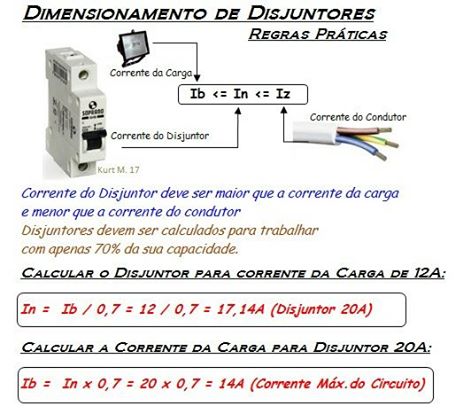 Dimensionamento de Disjuntores
Regras Práticas
Corrente da Carga
Ib <= In <= Iz
SOPRANO
Corrente do Condutor
Corrente do Disjuntor
Kurt M. 17
Corrente do Disjuntor deve ser maior que a corrente da carga
e menor que a corrente do condutor
Disjuntores devem ser calculados para trabalhar
com apenas 70% da sua capacidade.
Calcular o Disjuntor para corrente da Carga de 12A:
In = Ib / 0,7 = 12 / 0,7 = 17,14A (Disjuntor 20A)
Calcular a Corrente da Carga para Disjuntor 20A:
Ib = In x 0,7 = 20 x 0,7 = 14A (Corrente Máx.do Circuito)